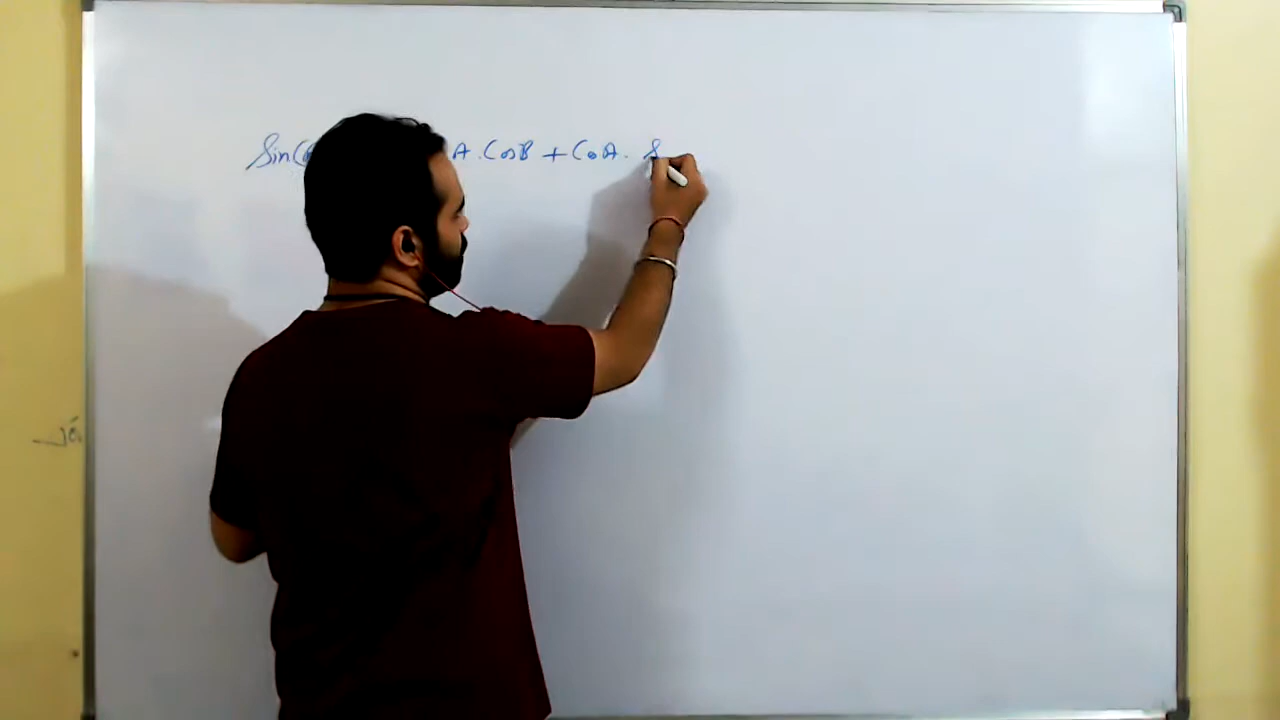 Sin( A . CosB + CosA . S